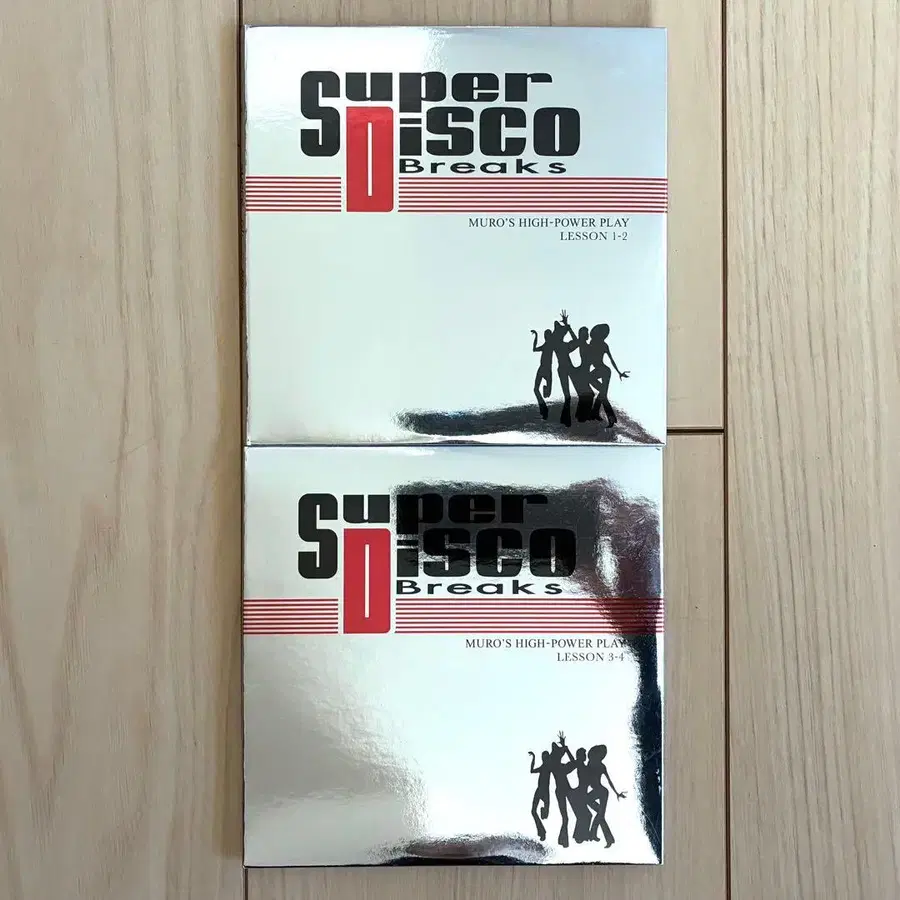 Super
Disco
Breaks
MURO'S HIGH-POWER PLAY
LESSON 1-2
Super
Disco
Breaks
MURO'S HIGH-POWER PLAY
LESSON 3-4